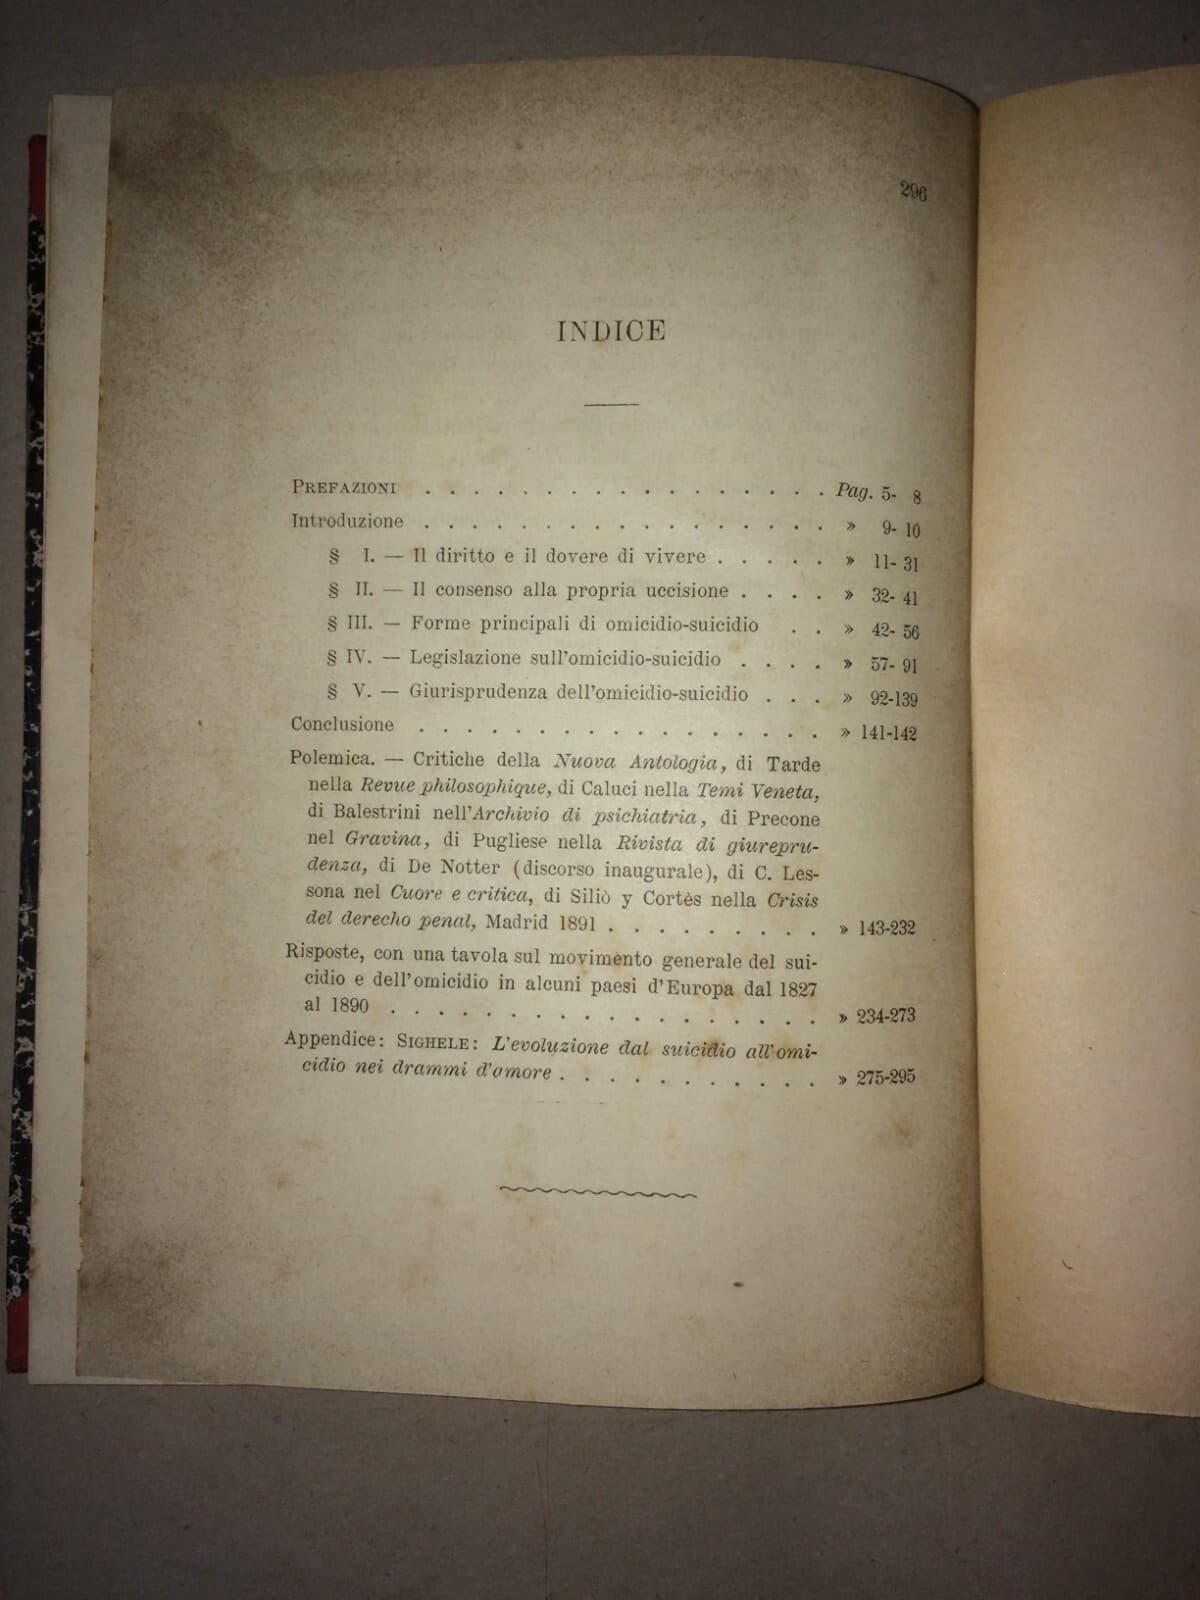 296
INDICE
PREFAZIONI . . . . . . . . . . . . . . . . . Pag. 5- 8
Introduzione . . . . . . . . . . . . . . . . . . » 9- 10
§ I. — Il diritto e il dovere di vivere . . . . . » 11- 31
§ II. — Il consenso alla propria uccisione . . . . » 32- 41
§ III. — Forme principali di omicidio-suicidio . . » 42- 56
§ IV. — Legislazione sull'omicidio-suicidio . . . . » 57- 91
§ V. — Giurisprudenza dell'omicidio-suicidio . . . » 92-139
Conclusione . . . . . . . . . . . . . . . . . » 141-142
Polemica. — Critiche della Nuova Antologia, di Tarde
nella Revue philosophique, di Caluci nella Temi Veneta,
di Balestrini nell'Archivio di psichiatria, di Precone
nel Gravina, di Pugliese nella Rivista di giurepru-
denza, di De Notter (discorso inaugurale), di C. Les-
sona nel Cuore e critica, di Siliò y Cortès nella Crisis
del derecho penal, Madrid 1891 . . . . . . . . . » 143-232
Risposte, con una tavola sul movimento generale del sui-
cidio e dell'omicidio in alcuni paesi d'Europa dal 1827
al 1890 . . . . . . . . . . . . . . . . . . » 234-273
Appendice: SIGHELE: L'evoluzione dal suicidio all'omi-
cidio nei drammi d'amore . . . . . . . . . . . » 275-295